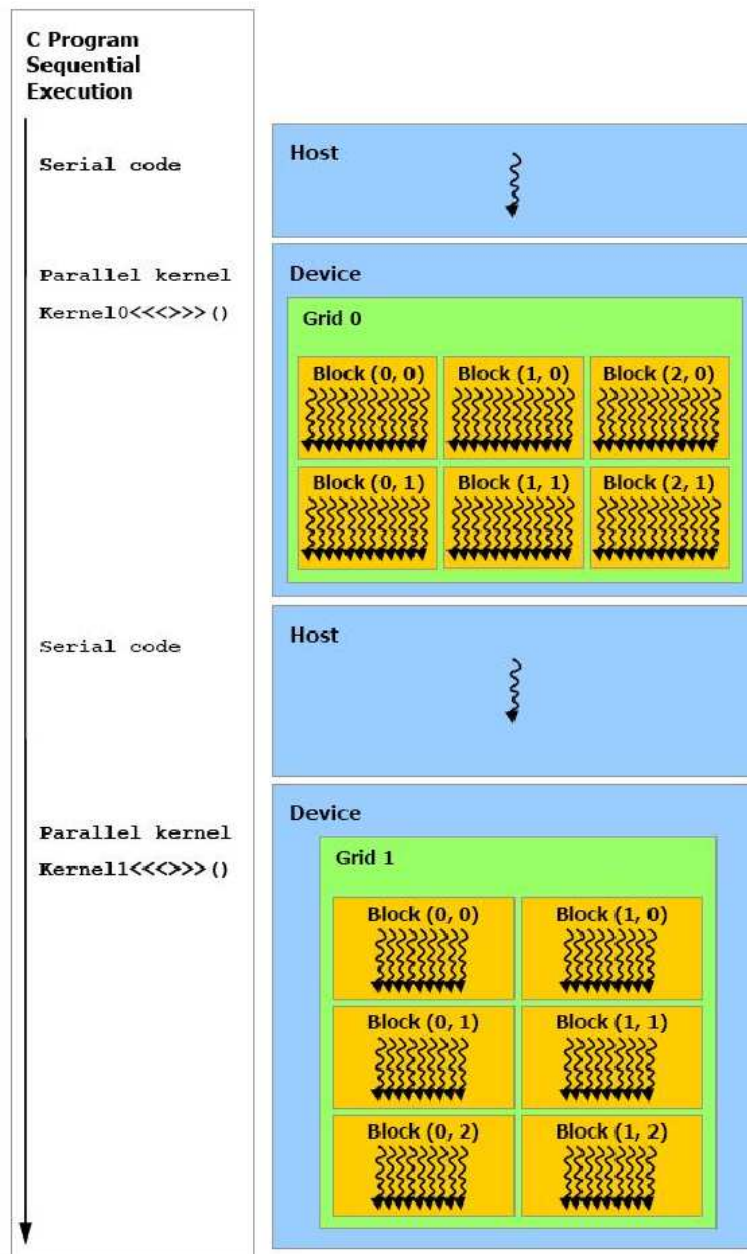 C Program
Sequential
Execution
Serial code
Host
Parallel kernel
Kernel0<<<>>>()
Device
Grid 0
Block (0, 0)
Block (1, 0)
Block (2, 0)
Block (0, 1)
Block (1, 1)
Block (2, 1)
Serial code
Host
Parallel kernel
Kernel1<<<>>>()
Device
Grid 1
Block (0, 0)
Block (1, 0)
Block (0, 1)
Block (1, 1)
Block (0, 2)
Block (1, 2)